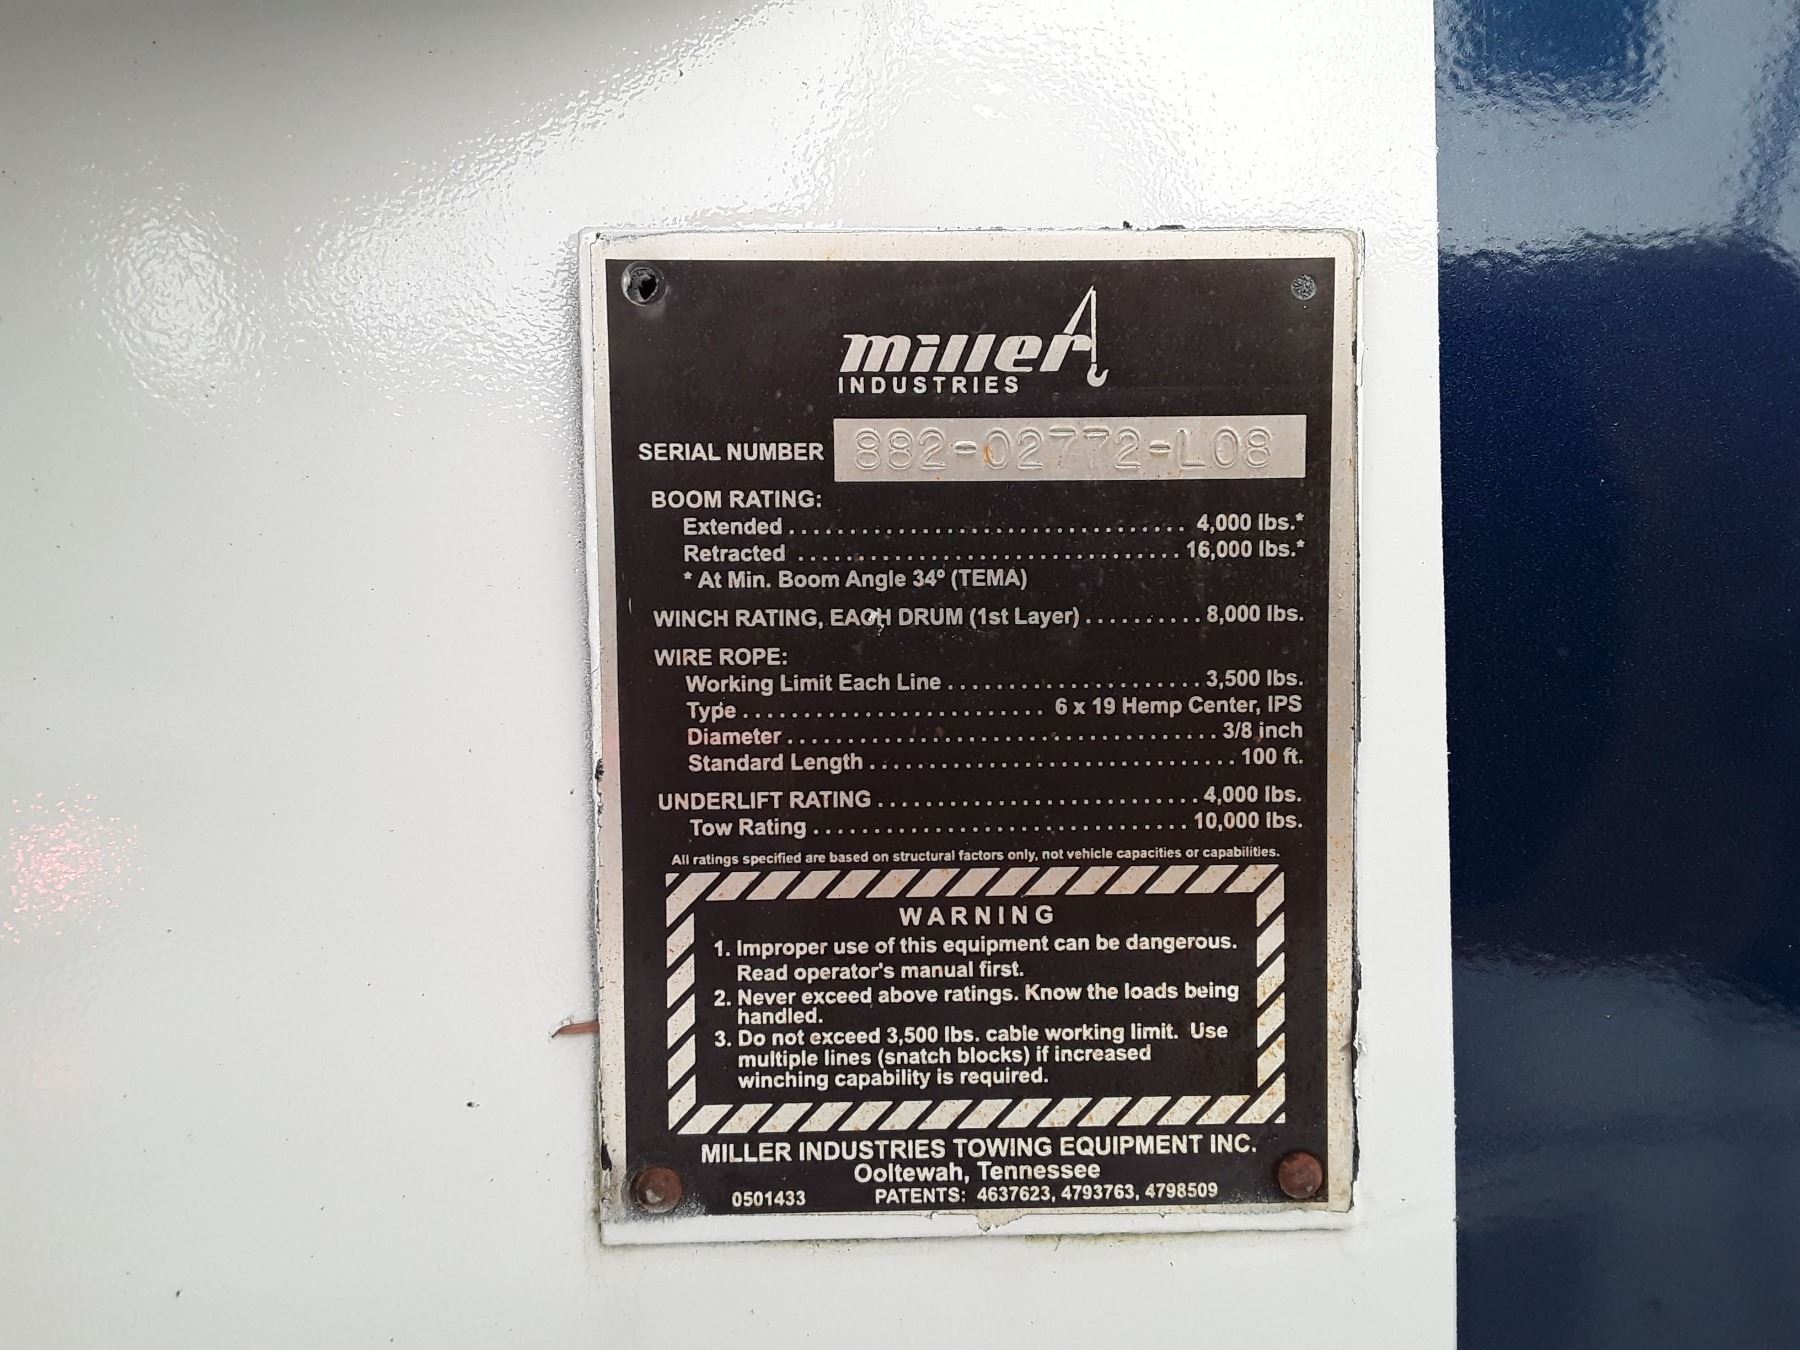 miller
INDUSTRIES
SERIAL NUMBER 882-02772-L08
BOOM RATING:
Extended ................................. 4,000 lbs.*
Retracted ................................ 16,000 lbs.*
* At Min. Boom Angle 34º (TEMA)
WINCH RATING, EACH DRUM (1st Layer) .......... 8,000 lbs.
WIRE ROPE:
Working Limit Each Line ..................... 3,500 lbs.
Type ......................... 6 x 19 Hemp Center, IPS
Diameter ................................... 3/8 inch
Standard Length .............................. 100 ft.
UNDERLIFT RATING ........................... 4,000 lbs.
Tow Rating ............................... 10,000 lbs.
All ratings specified are based on structural factors only, not vehicle capacities or capabilities.
WARNING
1. Improper use of this equipment can be dangerous.
Read operator's manual first.
2. Never exceed above ratings. Know the loads being
handled.
3. Do not exceed 3,500 lbs. cable working limit. Use
multiple lines (snatch blocks) if increased
winching capability is required.
MILLER INDUSTRIES TOWING EQUIPMENT INC.
Ooltewah, Tennessee
0501433 PATENTS: 4637623, 4793763, 4798509